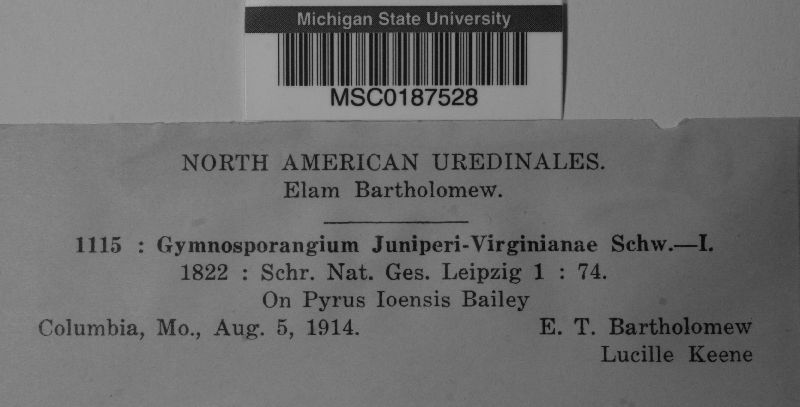 Michigan State University
MSC0187528
NORTH AMERICAN UREDINALES.
Elam Bartholomew.
1115 : Gymnosporangium Juniperi-Virginianae Schw.—I.
1822 : Schr. Nat. Ges. Leipzig 1 : 74.
On Pyrus Ioensis Bailey
Columbia, Mo., Aug. 5, 1914. E. T. Bartholomew
Lucille Keene